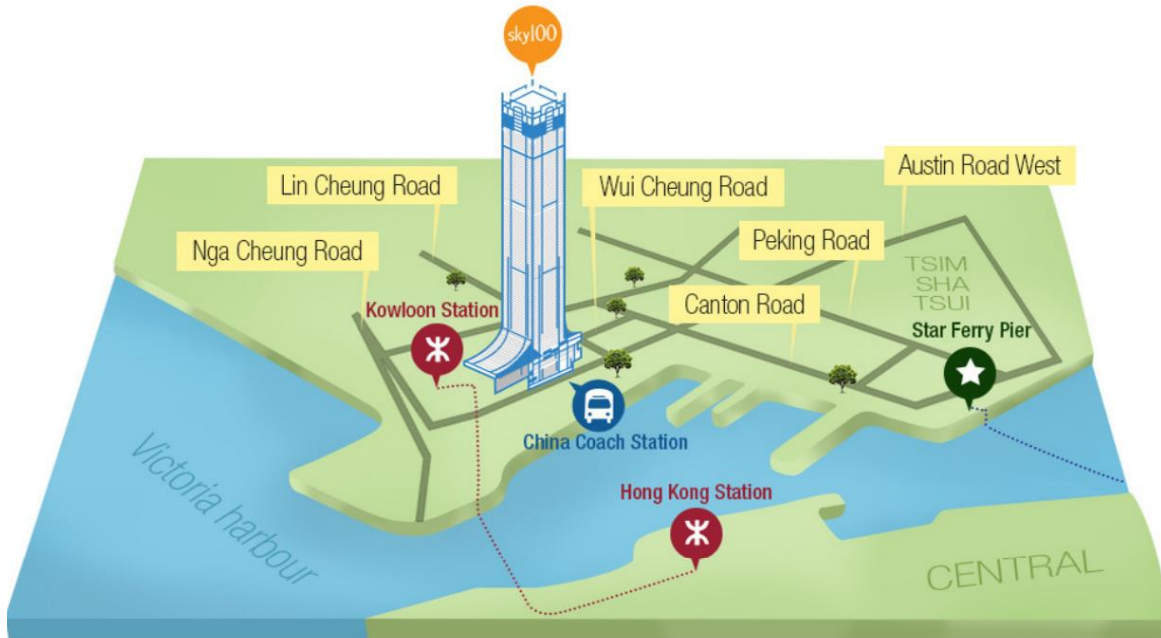 sky100
Austin Road West
Lin Cheung Road
Wui Cheung Road
Nga Cheung Road
Peking Road
TSIM
SHA
TSUI
Kowloon Station
Canton Road
Star Ferry Pier
China Coach Station
Victoria harbour
Hong Kong Station
CENTRAL